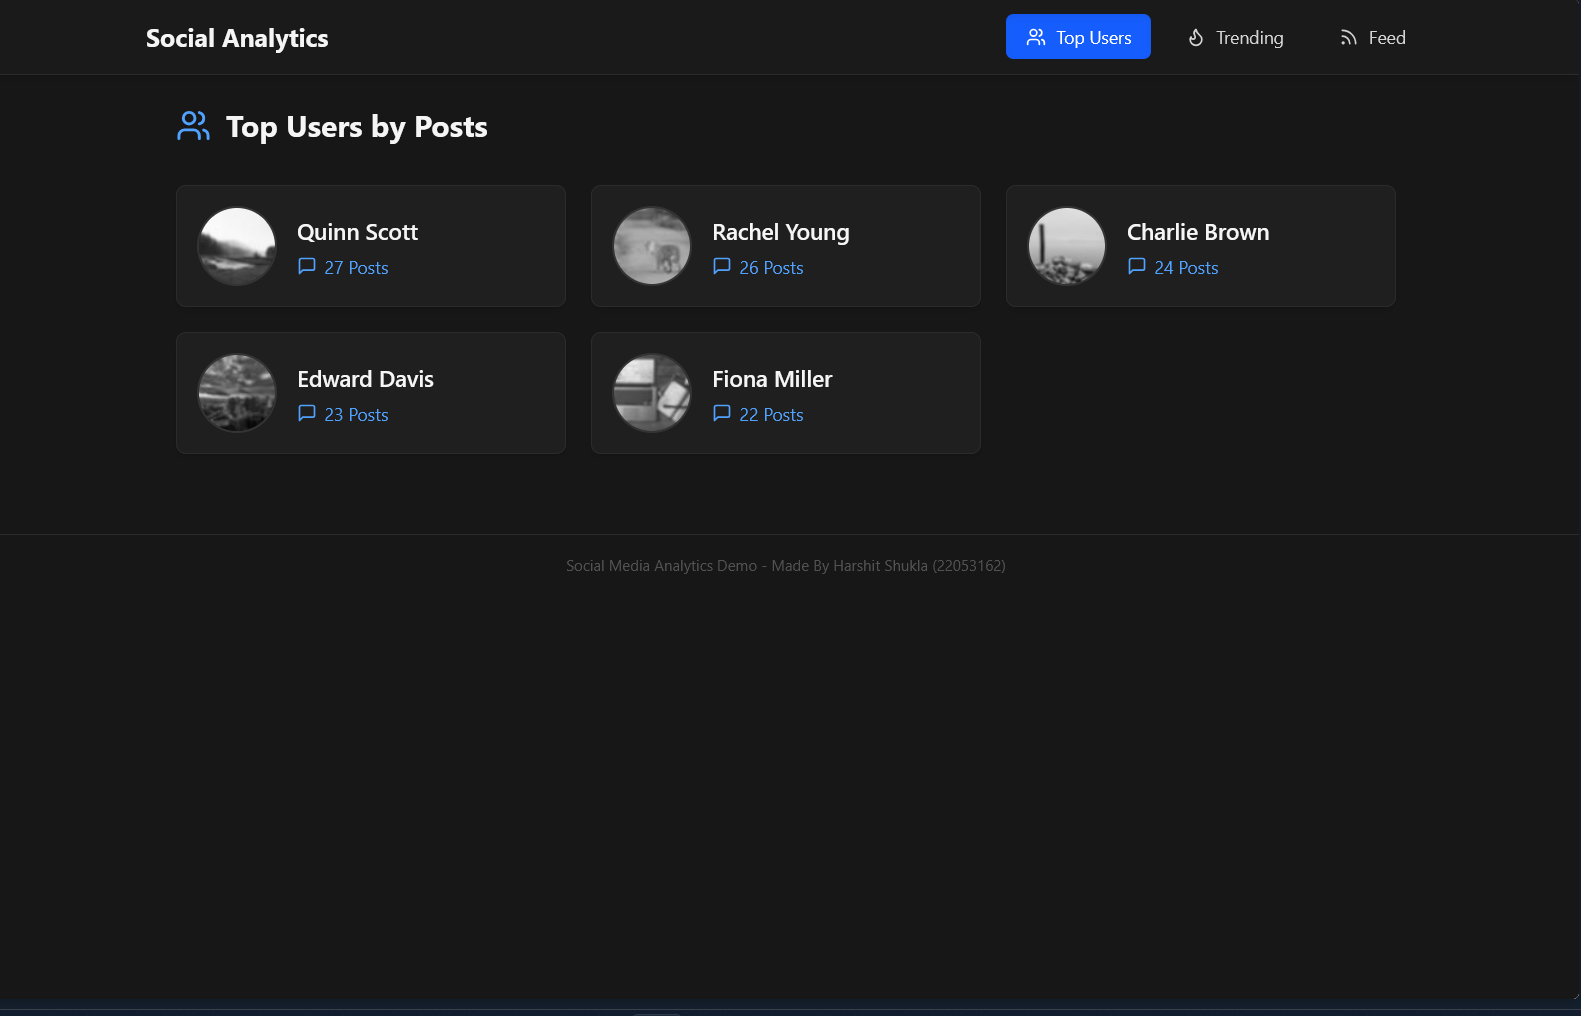 Social Analytics
Top Users
Trending
Feed
Top Users by Posts
Quinn Scott
27 Posts
Rachel Young
26 Posts
Charlie Brown
24 Posts
Edward Davis
23 Posts
Fiona Miller
22 Posts
Social Media Analytics Demo - Made By Harshit Shukla (22053162)